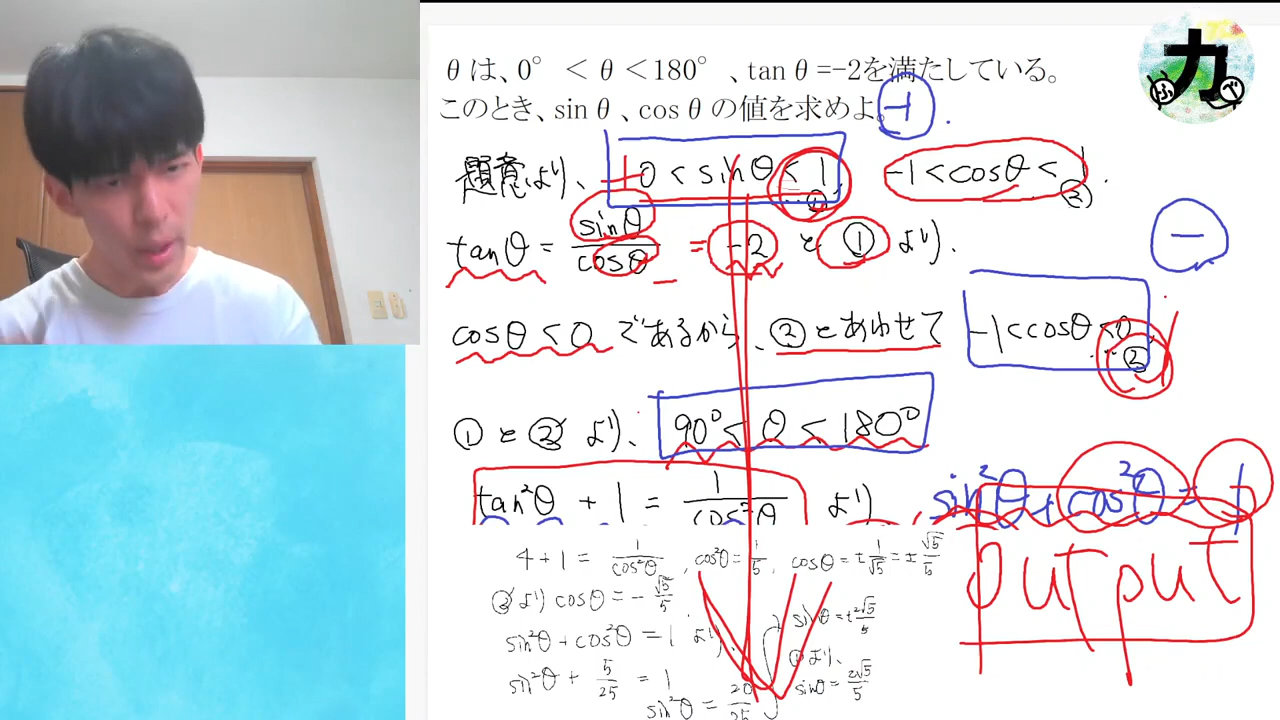 θは、0°<θ<180°、tanθ=-2を満たしている。
このとき、sinθ、cosθの値を求めよ。
-1
力
題意より、 0<sinθ<1 ① -1<cosθ<1 ②
tanθ = sinθ/cosθ = -2 と ① より
cosθ<0 であるから、②とあわせて -1<cosθ<0 …②
①と②より、 90°<θ<180°
tan²θ + 1 = 1/cos²θ より
sin²θ+cos²θ=1
4+1 = 1/cos²θ , cos²θ=1/5, cosθ=±1/√5=±√5/5
②より cosθ=-√5/5
sin²θ+cos²θ=1 より、
sin²θ + 5/25 = 1
sin²θ = 20/25
sinθ=±2√5/5
①より、
sinθ=2√5/5
output